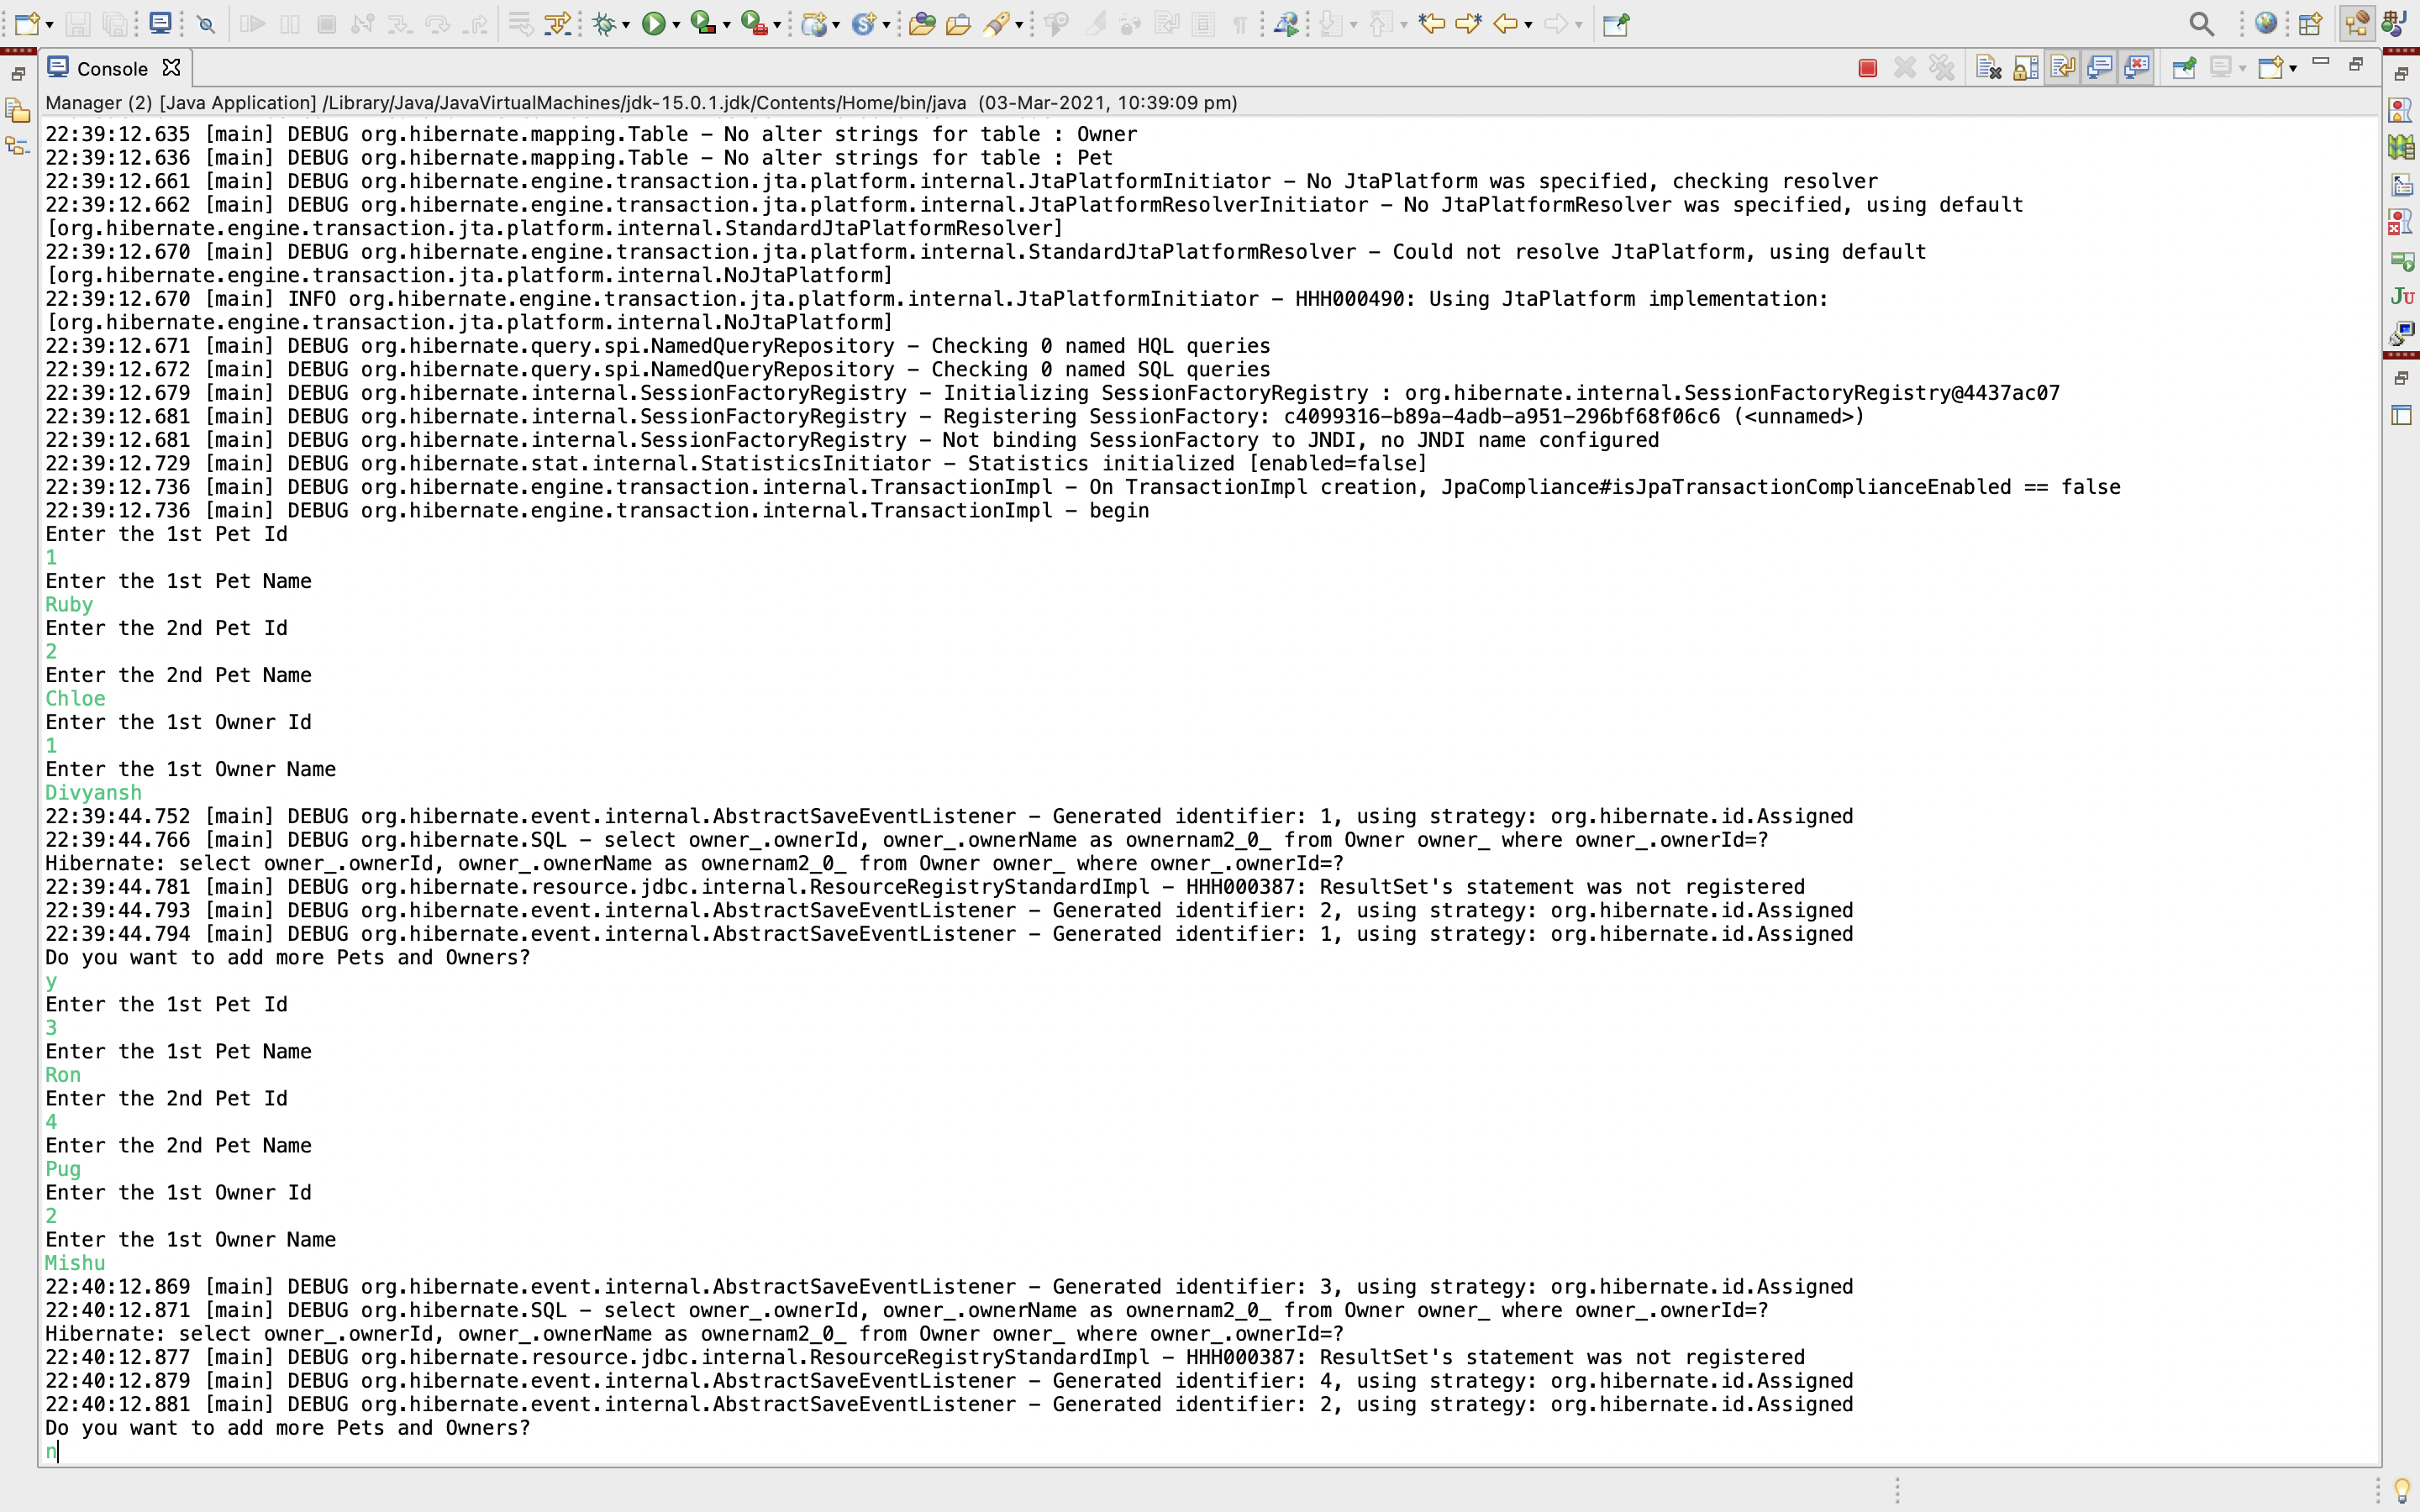 Console
Manager (2) [Java Application] /Library/Java/JavaVirtualMachines/jdk-15.0.1.jdk/Contents/Home/bin/java (03-Mar-2021, 10:39:09 pm)
22:39:12.635 [main] DEBUG org.hibernate.mapping.Table – No alter strings for table : Owner
22:39:12.636 [main] DEBUG org.hibernate.mapping.Table – No alter strings for table : Pet
22:39:12.661 [main] DEBUG org.hibernate.engine.transaction.jta.platform.internal.JtaPlatformInitiator – No JtaPlatform was specified, checking resolver
22:39:12.662 [main] DEBUG org.hibernate.engine.transaction.jta.platform.internal.JtaPlatformResolverInitiator – No JtaPlatformResolver was specified, using default
[org.hibernate.engine.transaction.jta.platform.internal.StandardJtaPlatformResolver]
22:39:12.670 [main] DEBUG org.hibernate.engine.transaction.jta.platform.internal.StandardJtaPlatformResolver – Could not resolve JtaPlatform, using default
[org.hibernate.engine.transaction.jta.platform.internal.NoJtaPlatform]
22:39:12.670 [main] INFO org.hibernate.engine.transaction.jta.platform.internal.JtaPlatformInitiator – HHH000490: Using JtaPlatform implementation:
[org.hibernate.engine.transaction.jta.platform.internal.NoJtaPlatform]
22:39:12.671 [main] DEBUG org.hibernate.query.spi.NamedQueryRepository – Checking 0 named HQL queries
22:39:12.672 [main] DEBUG org.hibernate.query.spi.NamedQueryRepository – Checking 0 named SQL queries
22:39:12.679 [main] DEBUG org.hibernate.internal.SessionFactoryRegistry – Initializing SessionFactoryRegistry : org.hibernate.internal.SessionFactoryRegistry@4437ac07
22:39:12.681 [main] DEBUG org.hibernate.internal.SessionFactoryRegistry – Registering SessionFactory: c4099316-b89a-4adb-a951-296bf68f06c6 (<unnamed>)
22:39:12.681 [main] DEBUG org.hibernate.internal.SessionFactoryRegistry – Not binding SessionFactory to JNDI, no JNDI name configured
22:39:12.729 [main] DEBUG org.hibernate.stat.internal.StatisticsInitiator – Statistics initialized [enabled=false]
22:39:12.736 [main] DEBUG org.hibernate.engine.transaction.internal.TransactionImpl – On TransactionImpl creation, JpaCompliance#isJpaTransactionComplianceEnabled == false
22:39:12.736 [main] DEBUG org.hibernate.engine.transaction.internal.TransactionImpl – begin
Enter the 1st Pet Id
1
Enter the 1st Pet Name
Ruby
Enter the 2nd Pet Id
2
Enter the 2nd Pet Name
Chloe
Enter the 1st Owner Id
1
Enter the 1st Owner Name
Divyansh
22:39:44.752 [main] DEBUG org.hibernate.event.internal.AbstractSaveEventListener – Generated identifier: 1, using strategy: org.hibernate.id.Assigned
22:39:44.766 [main] DEBUG org.hibernate.SQL – select owner_.ownerId, owner_.ownerName as ownernam2_0_ from Owner owner_ where owner_.ownerId=?
Hibernate: select owner_.ownerId, owner_.ownerName as ownernam2_0_ from Owner owner_ where owner_.ownerId=?
22:39:44.781 [main] DEBUG org.hibernate.resource.jdbc.internal.ResourceRegistryStandardImpl – HHH000387: ResultSet's statement was not registered
22:39:44.793 [main] DEBUG org.hibernate.event.internal.AbstractSaveEventListener – Generated identifier: 2, using strategy: org.hibernate.id.Assigned
22:39:44.794 [main] DEBUG org.hibernate.event.internal.AbstractSaveEventListener – Generated identifier: 1, using strategy: org.hibernate.id.Assigned
Do you want to add more Pets and Owners?
y
Enter the 1st Pet Id
3
Enter the 1st Pet Name
Ron
Enter the 2nd Pet Id
4
Enter the 2nd Pet Name
Pug
Enter the 1st Owner Id
2
Enter the 1st Owner Name
Mishu
22:40:12.869 [main] DEBUG org.hibernate.event.internal.AbstractSaveEventListener – Generated identifier: 3, using strategy: org.hibernate.id.Assigned
22:40:12.871 [main] DEBUG org.hibernate.SQL – select owner_.ownerId, owner_.ownerName as ownernam2_0_ from Owner owner_ where owner_.ownerId=?
Hibernate: select owner_.ownerId, owner_.ownerName as ownernam2_0_ from Owner owner_ where owner_.ownerId=?
22:40:12.877 [main] DEBUG org.hibernate.resource.jdbc.internal.ResourceRegistryStandardImpl – HHH000387: ResultSet's statement was not registered
22:40:12.879 [main] DEBUG org.hibernate.event.internal.AbstractSaveEventListener – Generated identifier: 4, using strategy: org.hibernate.id.Assigned
22:40:12.881 [main] DEBUG org.hibernate.event.internal.AbstractSaveEventListener – Generated identifier: 2, using strategy: org.hibernate.id.Assigned
Do you want to add more Pets and Owners?
n